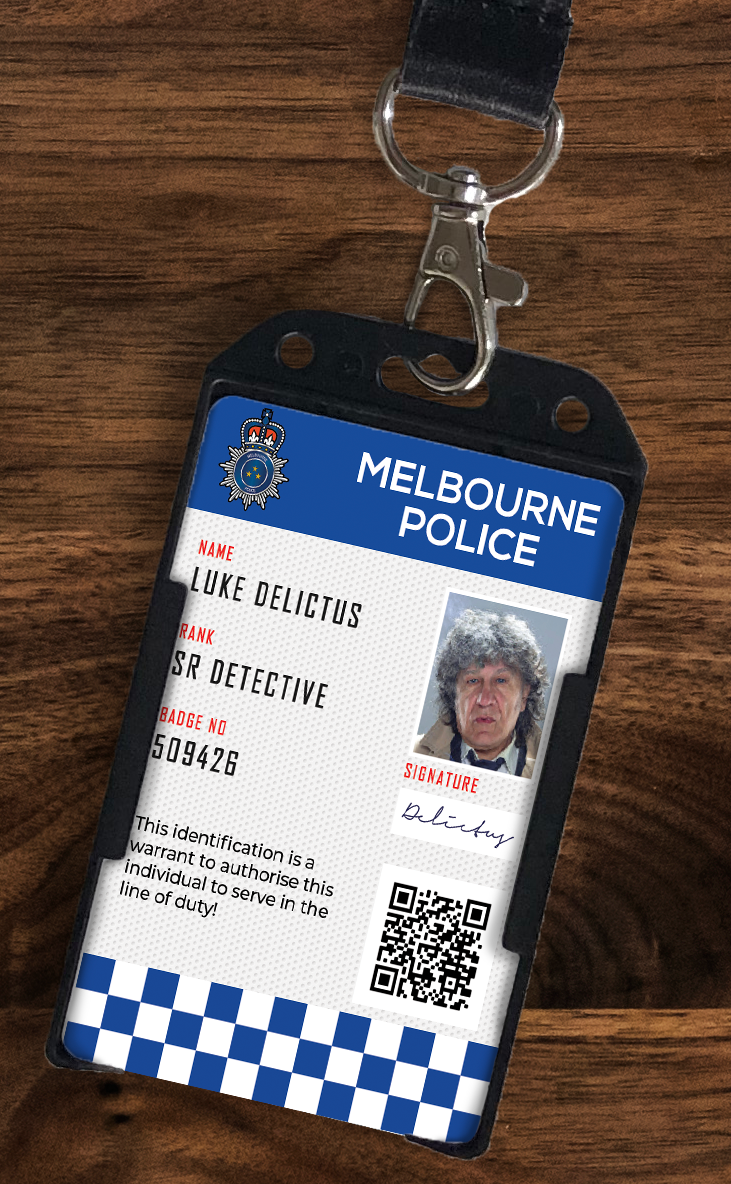 MELBOURNE
POLICE
NAME
LUKE DELICTUS
RANK
SR DETECTIVE
BADGE NO
509426
SIGNATURE
Delictus
This identification is a
warrant to authorise this
individual to serve in the
line of duty!